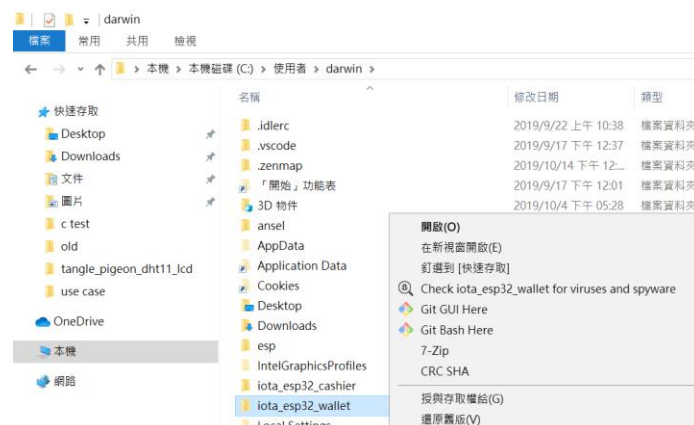 darwin
檔案 常用 共用 檢視
本機 › 本機磁碟 (C:) › 使用者 › darwin ›
名稱 修改日期 類型
快速存取
Desktop
Downloads
文件
圖片
c test
old
tangle_pigeon_dht11_lcd
use case
OneDrive
本機
網路
.idlerc 2019/9/22 上午 10:38 檔案資料夾
.vscode 2019/9/17 下午 12:37 檔案資料夾
.zenmap 2019/10/14 下午 12:... 檔案資料夾
「開始」功能表 2019/9/17 下午 12:01 檔案資料夾
3D 物件 2019/10/4 下午 05:28 檔案資料夾
ansel
AppData
Application Data
Cookies
Desktop
Downloads
esp
IntelGraphicsProfiles
iota_esp32_cashier
iota_esp32_wallet
Local Settings
開啟(O)
在新視窗開啟(E)
釘選到 [快速存取]
Check iota_esp32_wallet for viruses and spyware
Git GUI Here
Git Bash Here
7-Zip
CRC SHA
授與存取權給(G)
還原舊版(V)